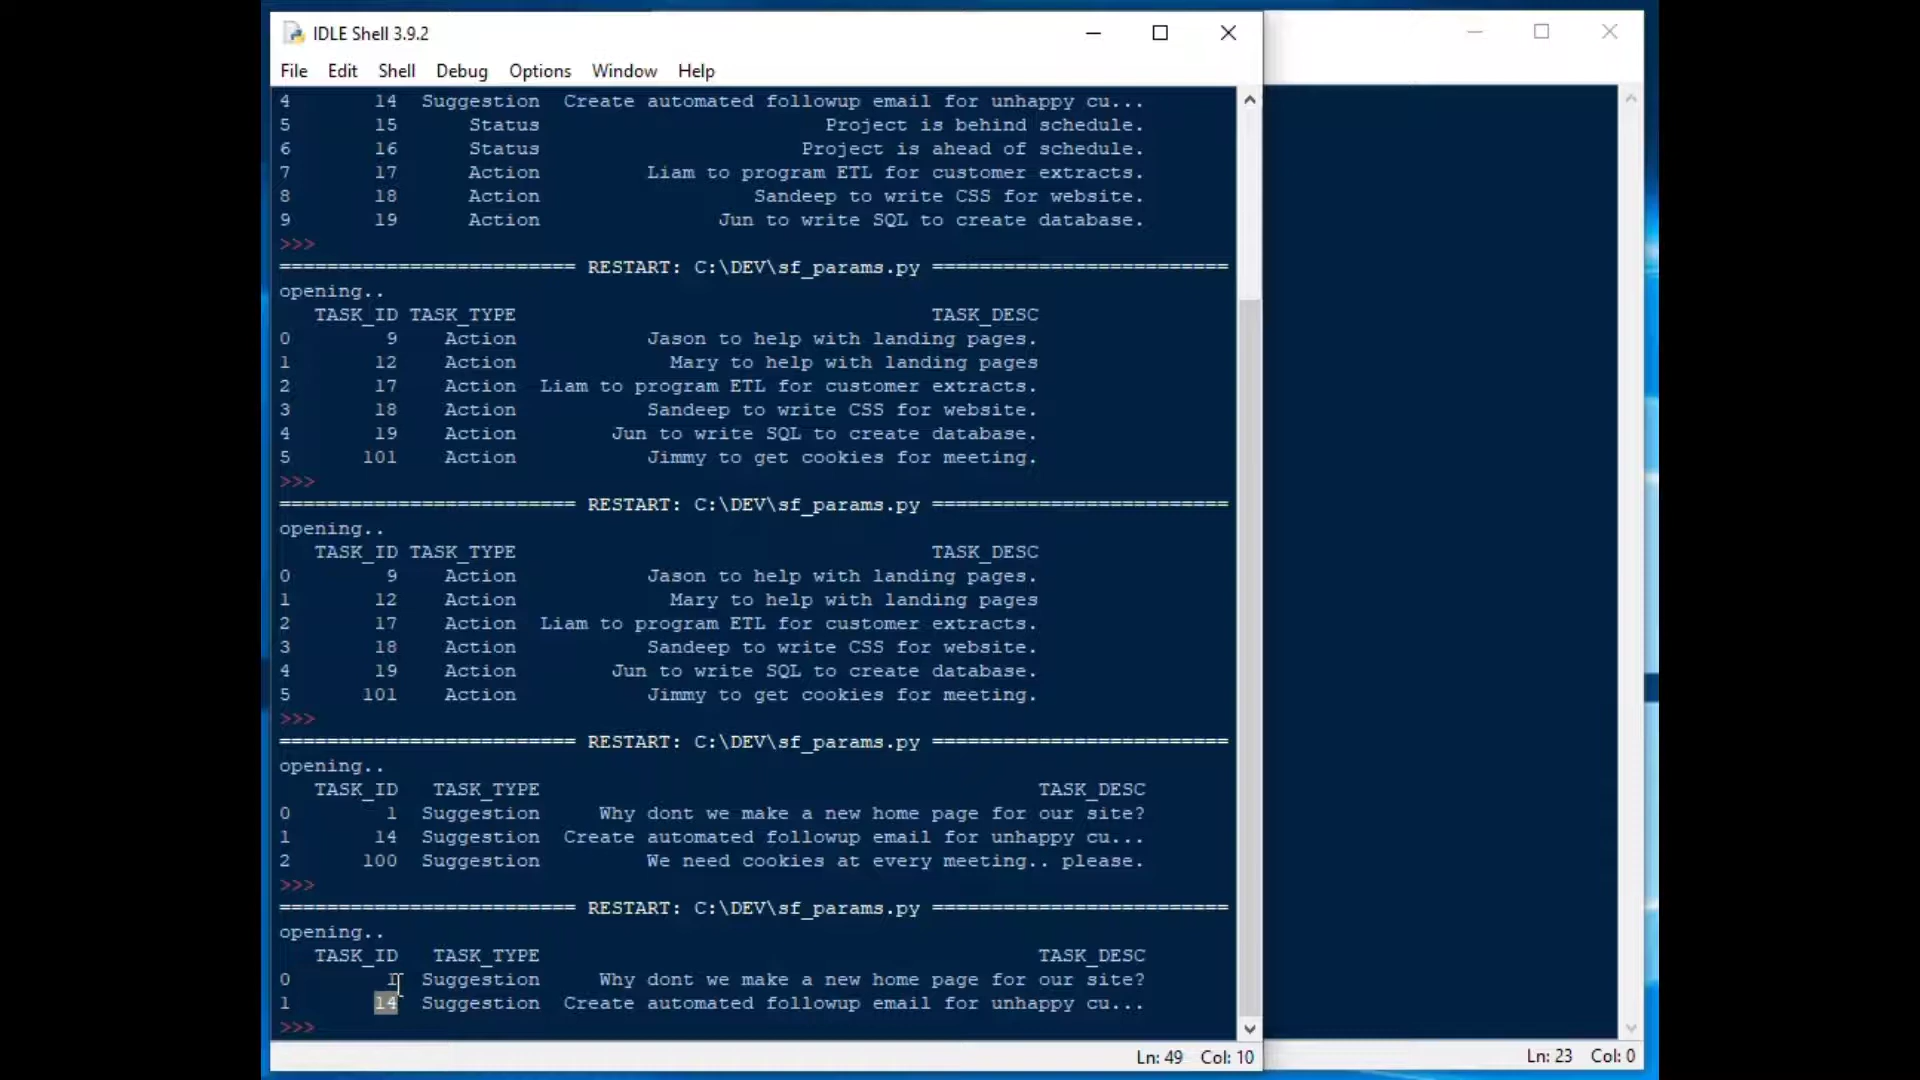 IDLE Shell 3.9.2
File Edit Shell Debug Options Window Help
4 14 Suggestion Create automated followup email for unhappy cu...
5 15 Status Project is behind schedule.
6 16 Status Project is ahead of schedule.
7 17 Action Liam to program ETL for customer extracts.
8 18 Action Sandeep to write CSS for website.
9 19 Action Jun to write SQL to create database.
>>>
========================= RESTART: C:\DEV\sf_params.py =========================
opening..
TASK_ID TASK_TYPE TASK_DESC
0 9 Action Jason to help with landing pages.
1 12 Action Mary to help with landing pages
2 17 Action Liam to program ETL for customer extracts.
3 18 Action Sandeep to write CSS for website.
4 19 Action Jun to write SQL to create database.
5 101 Action Jimmy to get cookies for meeting.
>>>
========================= RESTART: C:\DEV\sf_params.py =========================
opening..
TASK_ID TASK_TYPE TASK_DESC
0 9 Action Jason to help with landing pages.
1 12 Action Mary to help with landing pages
2 17 Action Liam to program ETL for customer extracts.
3 18 Action Sandeep to write CSS for website.
4 19 Action Jun to write SQL to create database.
5 101 Action Jimmy to get cookies for meeting.
>>>
========================= RESTART: C:\DEV\sf_params.py =========================
opening..
TASK_ID TASK_TYPE TASK_DESC
0 1 Suggestion Why dont we make a new home page for our site?
1 14 Suggestion Create automated followup email for unhappy cu...
2 100 Suggestion We need cookies at every meeting.. please.
>>>
========================= RESTART: C:\DEV\sf_params.py =========================
opening..
TASK_ID TASK_TYPE TASK_DESC
0 1 Suggestion Why dont we make a new home page for our site?
1 14 Suggestion Create automated followup email for unhappy cu...
>>>
Ln: 49 Col: 10
Ln: 23 Col: 0